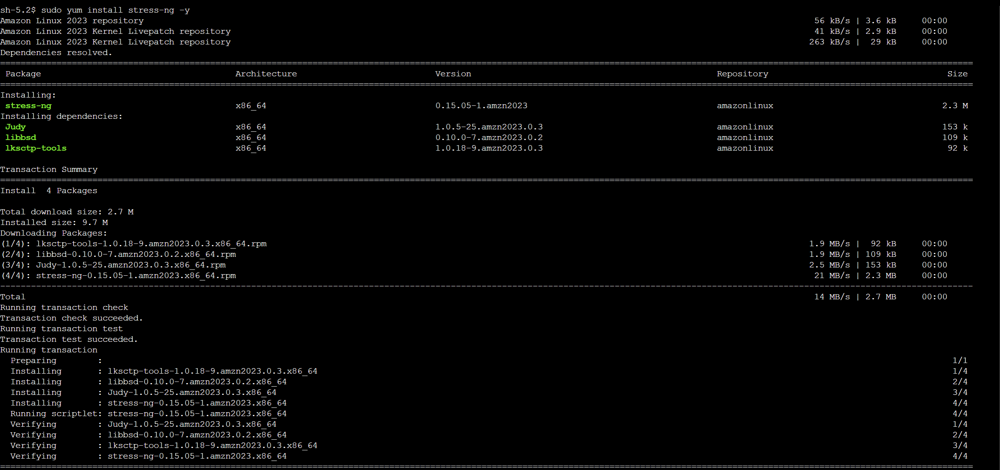 sh-5.2$ sudo yum install stress-ng -y
Amazon Linux 2023 repository 56 kB/s | 3.6 kB 00:00
Amazon Linux 2023 Kernel Livepatch repository 41 kB/s | 2.9 kB 00:00
Amazon Linux 2023 Kernel Livepatch repository 263 kB/s | 29 kB 00:00
Dependencies resolved.
Package Architecture Version Repository Size
Installing:
stress-ng x86_64 0.15.05-1.amzn2023 amazonlinux 2.3 M
Installing dependencies:
Judy x86_64 1.0.5-25.amzn2023.0.3 amazonlinux 153 k
libbsd x86_64 0.10.0-7.amzn2023.0.2 amazonlinux 109 k
lksctp-tools x86_64 1.0.18-9.amzn2023.0.3 amazonlinux 92 k
Transaction Summary
Install 4 Packages
Total download size: 2.7 M
Installed size: 9.7 M
Downloading Packages:
(1/4): lksctp-tools-1.0.18-9.amzn2023.0.3.x86_64.rpm 1.9 MB/s | 92 kB 00:00
(2/4): libbsd-0.10.0-7.amzn2023.0.2.x86_64.rpm 1.9 MB/s | 109 kB 00:00
(3/4): Judy-1.0.5-25.amzn2023.0.3.x86_64.rpm 2.5 MB/s | 153 kB 00:00
(4/4): stress-ng-0.15.05-1.amzn2023.x86_64.rpm 21 MB/s | 2.3 MB 00:00
Total 14 MB/s | 2.7 MB 00:00
Running transaction check
Transaction check succeeded.
Running transaction test
Transaction test succeeded.
Running transaction
Preparing : 1/1
Installing : lksctp-tools-1.0.18-9.amzn2023.0.3.x86_64 1/4
Installing : libbsd-0.10.0-7.amzn2023.0.2.x86_64 2/4
Installing : Judy-1.0.5-25.amzn2023.0.3.x86_64 3/4
Installing : stress-ng-0.15.05-1.amzn2023.x86_64 4/4
Running scriptlet: stress-ng-0.15.05-1.amzn2023.x86_64 4/4
Verifying : Judy-1.0.5-25.amzn2023.0.3.x86_64 1/4
Verifying : libbsd-0.10.0-7.amzn2023.0.2.x86_64 2/4
Verifying : lksctp-tools-1.0.18-9.amzn2023.0.3.x86_64 3/4
Verifying : stress-ng-0.15.05-1.amzn2023.x86_64 4/4